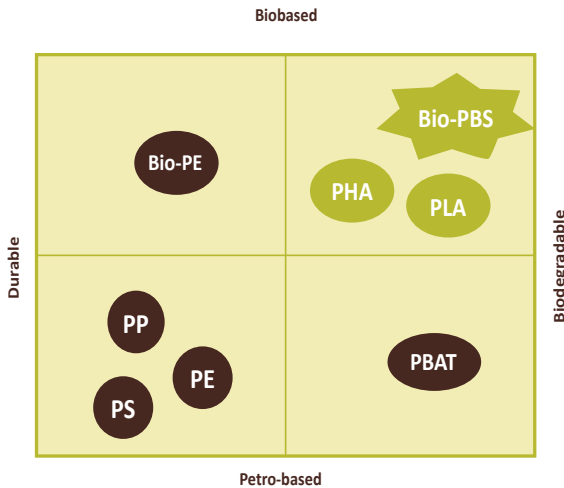 Biobased
Bio-PBS
Bio-PE
PHA
PLA
Durable
Biodegradable
PP
PBAT
PE
PS
Petro-based